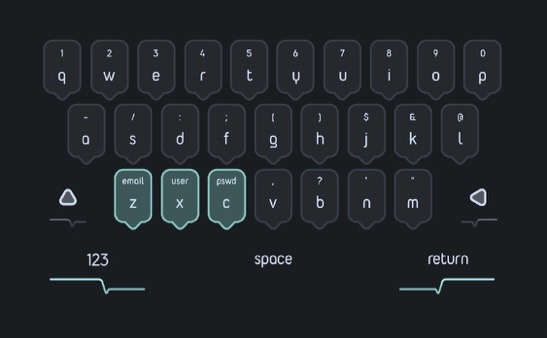 1 2 3 4 5 6 7 8 9 0
q w e r t y u i o p
~ / : ; ( ) $ & @
a s d f g h j k l
email user pswd , ? ' "
z x c v b n m
123 space return